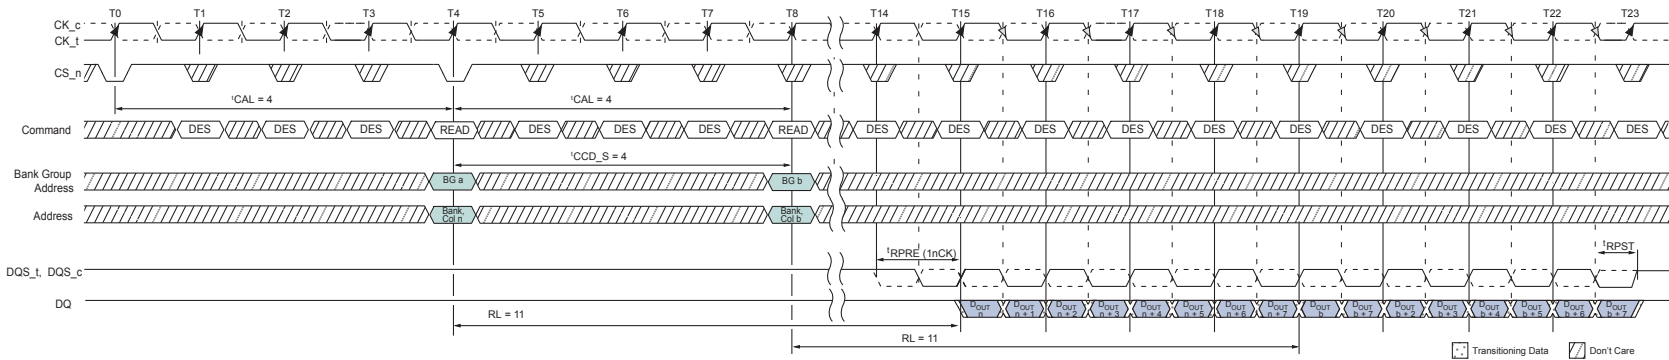 T0 T1 T2 T3 T4 T5 T6 T7 T8 T14 T15 T16 T17 T18 T19 T20 T21 T22 T23
CK_c
CK_t
CS_n
tCAL = 4 tCAL = 4
Command DES DES DES READ DES DES DES READ DES DES DES DES DES DES DES DES DES DES
tCCD_S = 4
Bank Group
Address BG a BG b
Address Bank, Col n Bank, Col b
tRPRE (1nCK) tRPST
DQS_t, DQS_c
DQ DOUT n DOUT n + 1 DOUT n + 2 DOUT n + 3 DOUT n + 4 DOUT n + 5 DOUT n + 6 DOUT n + 7 DOUT b DOUT b + 7 DOUT b + 2 DOUT b + 3 DOUT b + 4 DOUT b + 5 DOUT b + 6 DOUT b + 7
RL = 11
RL = 11
Transitioning Data Don't Care